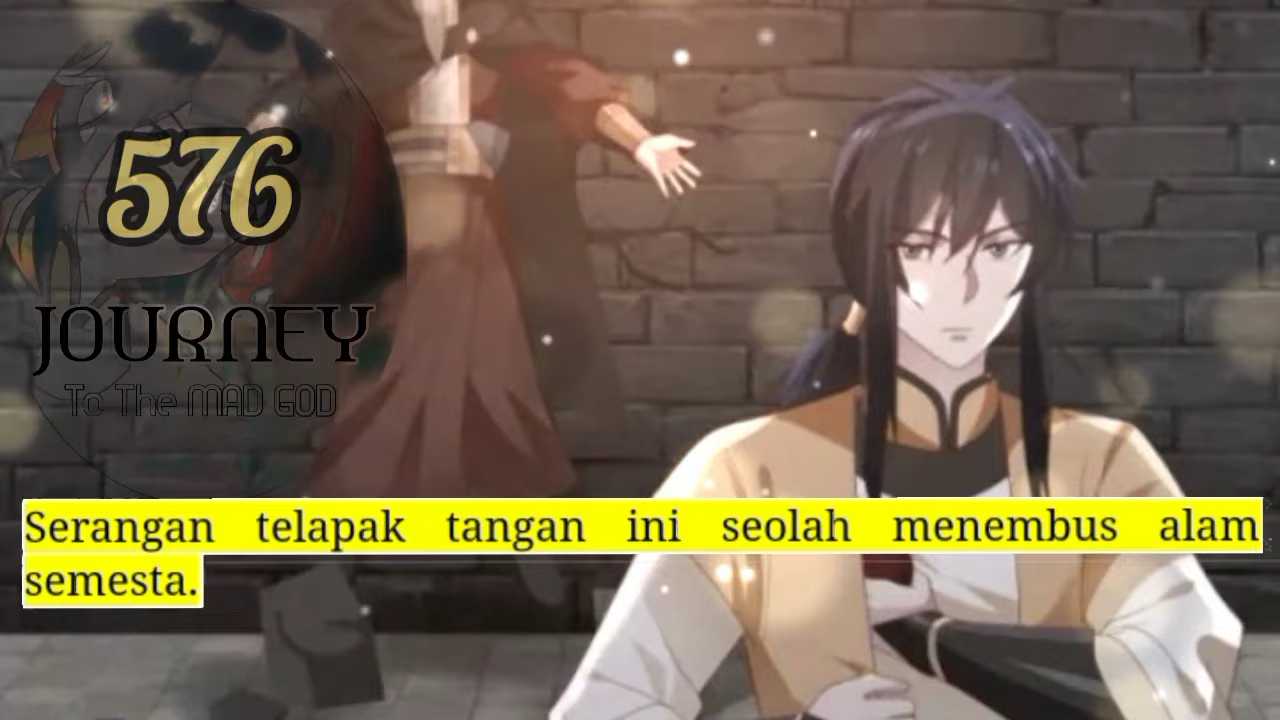 576
JOURNEY
To The MAD GOD
Serangan telapak tangan ini seolah menembus alam
semesta.